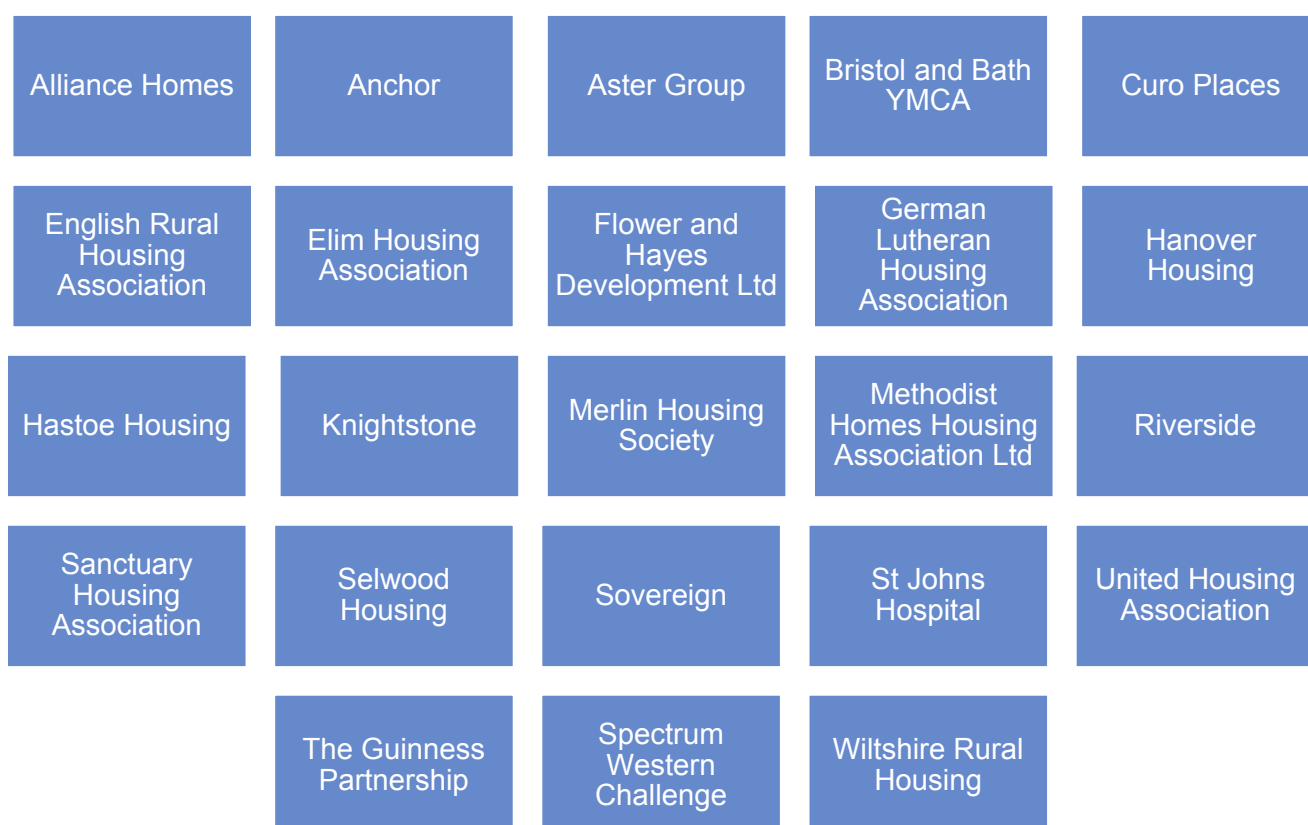 Alliance Homes
Anchor
Aster Group
Bristol and Bath
YMCA
Curo Places
English Rural
Housing
Association
Elim Housing
Association
Flower and
Hayes
Development Ltd
German
Lutheran
Housing
Association
Hanover
Housing
Hastoe Housing
Knightstone
Merlin Housing
Society
Methodist
Homes Housing
Association Ltd
Riverside
Sanctuary
Housing
Association
Selwood
Housing
Sovereign
St Johns
Hospital
United Housing
Association
The Guinness
Partnership
Spectrum
Western
Challenge
Wiltshire Rural
Housing